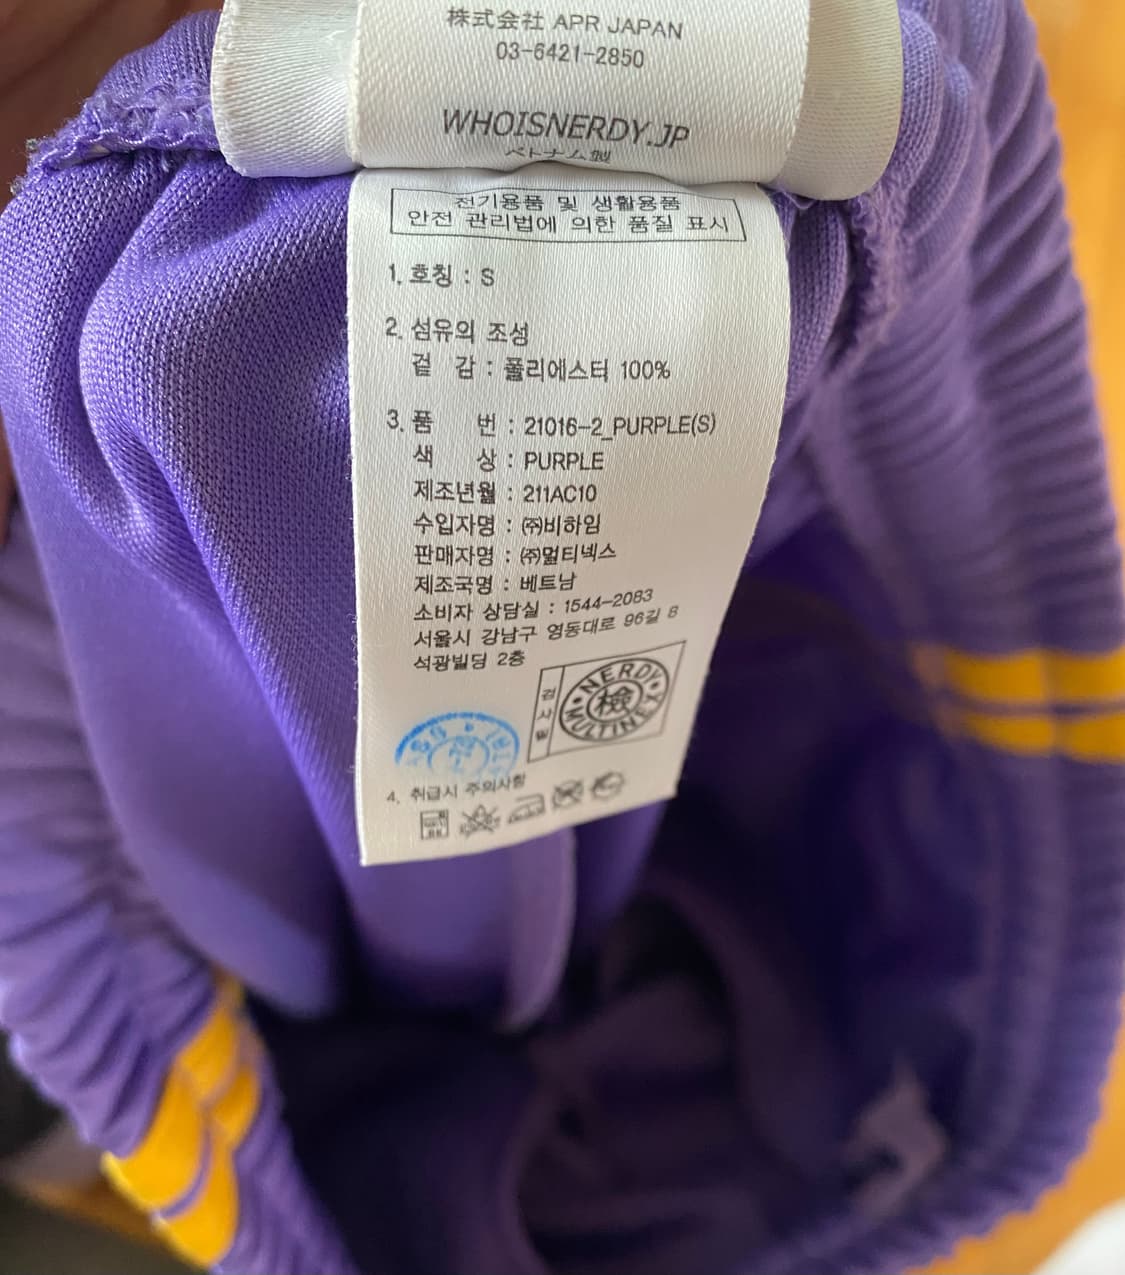 株式会社 APR JAPAN
03-6421-2850
WHOISNERDY.JP
ベトナム製
전기용품 및 생활용품
안전 관리법에 의한 품질 표시
1. 호칭 : S
2. 섬유의 조성
겉 감 : 폴리에스터 100%
3. 품 번 : 21016-2_PURPLE(S)
색 상 : PURPLE
제조년월 : 211AC10
수입자명 : ㈜비하임
판매자명 : ㈜멀티넥스
제조국명 : 베트남
소비자 상담실 : 1544-2083
서울시 강남구 영동대로 96길 8
석광빌딩 2층
검사필
NERDY
檢
MULTINEX
4. 취급시 주의사항